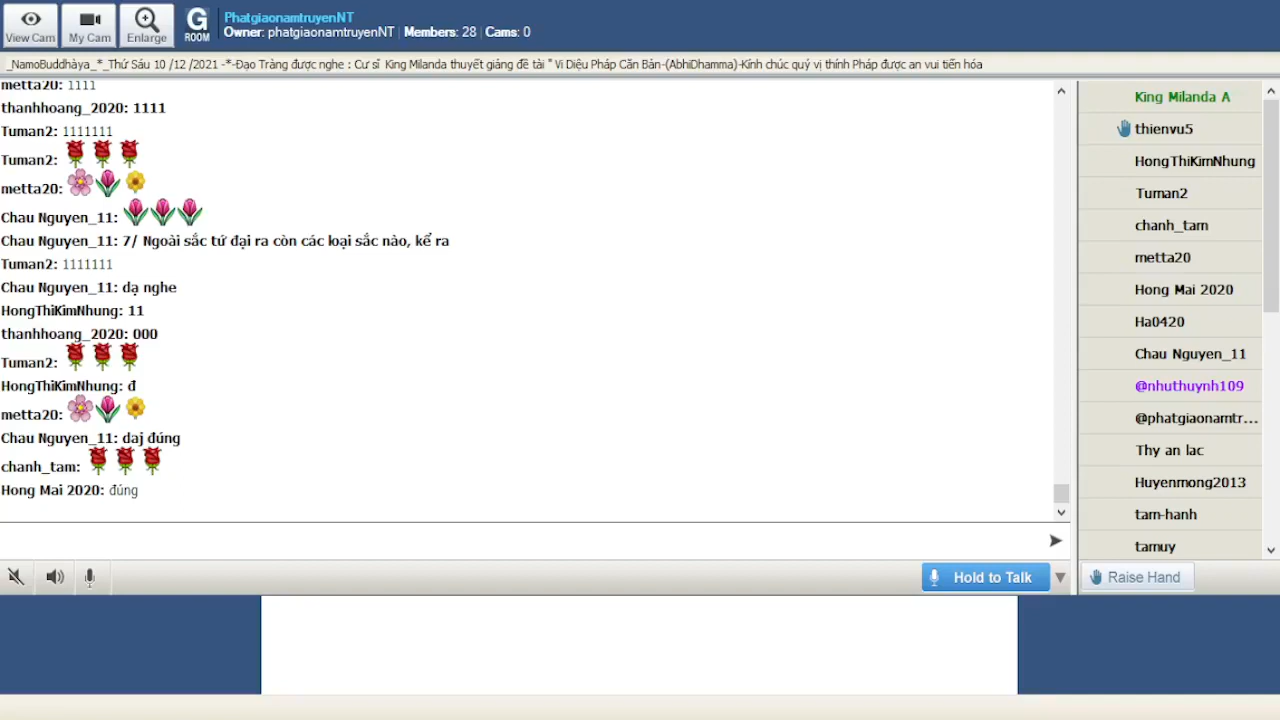 View Cam
My Cam
Enlarge
G
ROOM
PhatgiaonamtruyenNT
Owner: phatgiaonamtruyenNT | Members: 28 | Cams: 0
_NamoBuddhàya_*_Thứ Sáu 10 /12 /2021 -*-Đạo Tràng được nghe : Cư sĩ King Milanda thuyết giảng đề tài " Vi Diệu Pháp Căn Bản-(AbhiDhamma)-Kính chúc quý vị thính Pháp được an vui tiến hóa
metta20: 1111
thanhhoang_2020: 1111
Tuman2: 1111111
Tuman2:
metta20:
Chau Nguyen_11:
Chau Nguyen_11: 7/ Ngoài sắc tứ đại ra còn các loại sắc nào, kể ra
Tuman2: 1111111
Chau Nguyen_11: dạ nghe
HongThiKimNhung: 11
thanhhoang_2020: 000
Tuman2:
HongThiKimNhung: đ
metta20:
Chau Nguyen_11: daj đúng
chanh_tam:
Hong Mai 2020: đúng
King Milanda A
thienvu5
HongThiKimNhung
Tuman2
chanh_tam
metta20
Hong Mai 2020
Ha0420
Chau Nguyen_11
@nhuthuynh109
@phatgiaonamtr...
Thy an lac
Huyenmong2013
tam-hanh
tamuy
Hold to Talk
Raise Hand